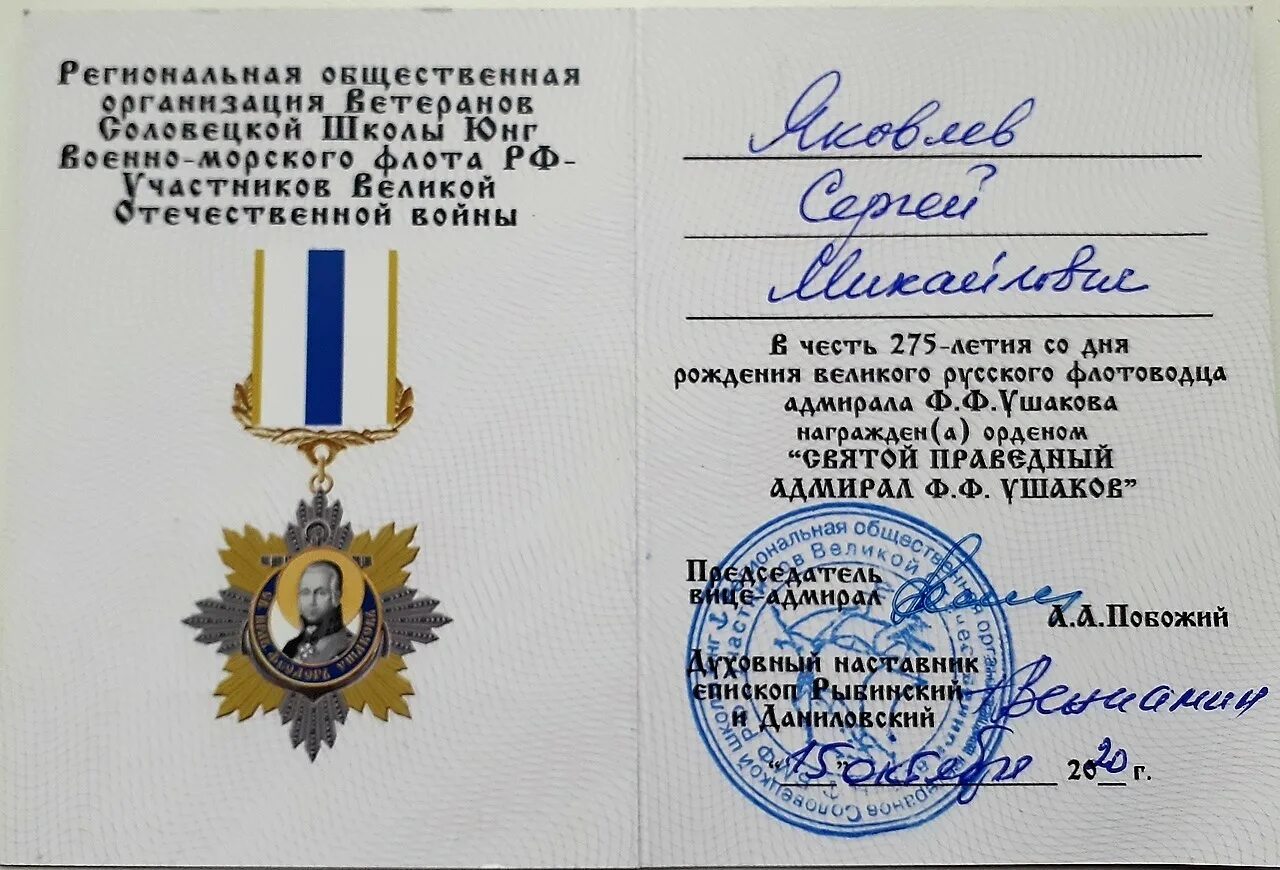 Региональная общественная
организация Ветеранов
Соловецкой Школы Юнг
Военно-морского флота РФ-
Участников Великой
Отечественной войны
АДМИРАЛЪ УШАКОВЪ
Яковлев
Сергей
Михайлович
В честь 275-летия со дня
рождения великого русского флотоводца
адмирала Ф.Ф.Ушакова
награжден(а) орденом
“СВЯТОЙ ПРАВЕДНЫЙ
АДМИРАЛ Ф.Ф. УШАКОВ”
Председатель
вице-адмирал
А.А.Побожий
Духовный наставник
епископ Рыбинский
и Даниловский
Вениамин
“15” октября 2020 г.